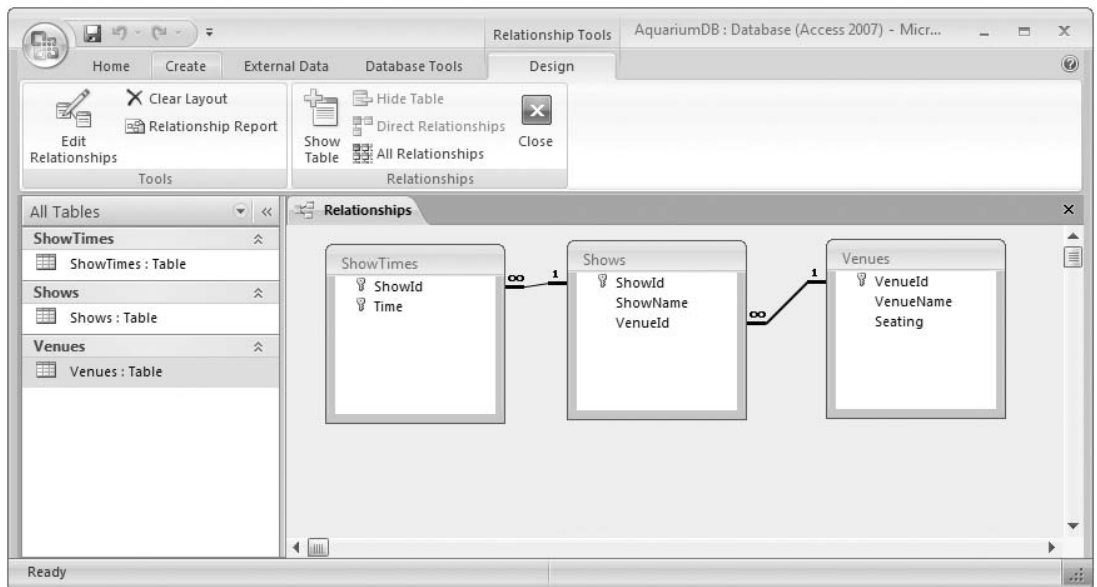 Relationship Tools
AquariumDB : Database (Access 2007) - Micr...
Home Create External Data Database Tools Design
Edit Relationships
Clear Layout
Relationship Report
Tools
Show Table
Hide Table
Direct Relationships
All Relationships
Close
Relationships
All Tables
ShowTimes
ShowTimes : Table
Shows
Shows : Table
Venues
Venues : Table
Relationships
ShowTimes
ShowId
Time
∞ 1
Shows
ShowId
ShowName
VenueId
∞ 1
Venues
VenueId
VenueName
Seating
Ready